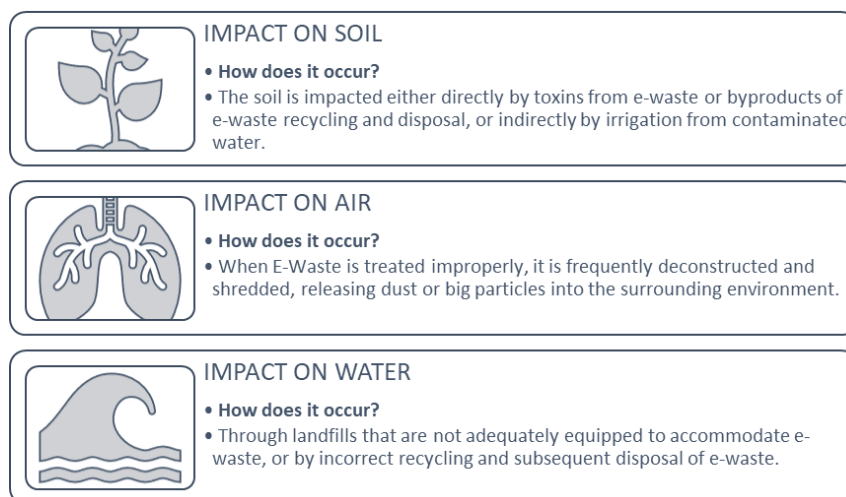 IMPACT ON SOIL
• How does it occur?
• The soil is impacted either directly by toxins from e-waste or byproducts of
e-waste recycling and disposal, or indirectly by irrigation from contaminated
water.
IMPACT ON AIR
• How does it occur?
• When E-Waste is treated improperly, it is frequently deconstructed and
shredded, releasing dust or big particles into the surrounding environment.
IMPACT ON WATER
• How does it occur?
• Through landfills that are not adequately equipped to accommodate e-
waste, or by incorrect recycling and subsequent disposal of e-waste.